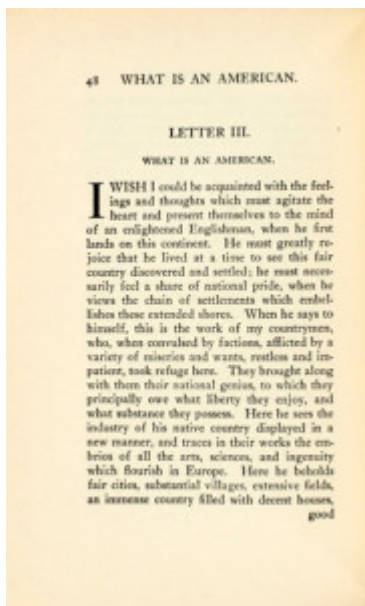 48 WHAT IS AN AMERICAN.
LETTER III.
WHAT IS AN AMERICAN.
I WISH I could be acquainted with the feel-
ings and thoughts which must agitate the
heart and present themselves to the mind
of an enlightened Englishman, when he first
lands on this continent. He must greatly re-
joice that he lived at a time to see this fair
country discovered and settled; he must neces-
sarily feel a share of national pride, when he
views the chain of settlements which embel-
lishes these extended shores. When he says to
himself, this is the work of my countrymen,
who, when convulsed by factions, afflicted by a
variety of miseries and wants, restless and im-
patient, took refuge here. They brought along
with them their national genius, to which they
principally owe what liberty they enjoy, and
what substance they possess. Here he sees the
industry of his native country displayed in a
new manner, and traces in their works the em-
brios of all the arts, sciences, and ingenuity
which flourish in Europe. Here he beholds
fair cities, substantial villages, extensive fields,
an immense country filled with decent houses,
good